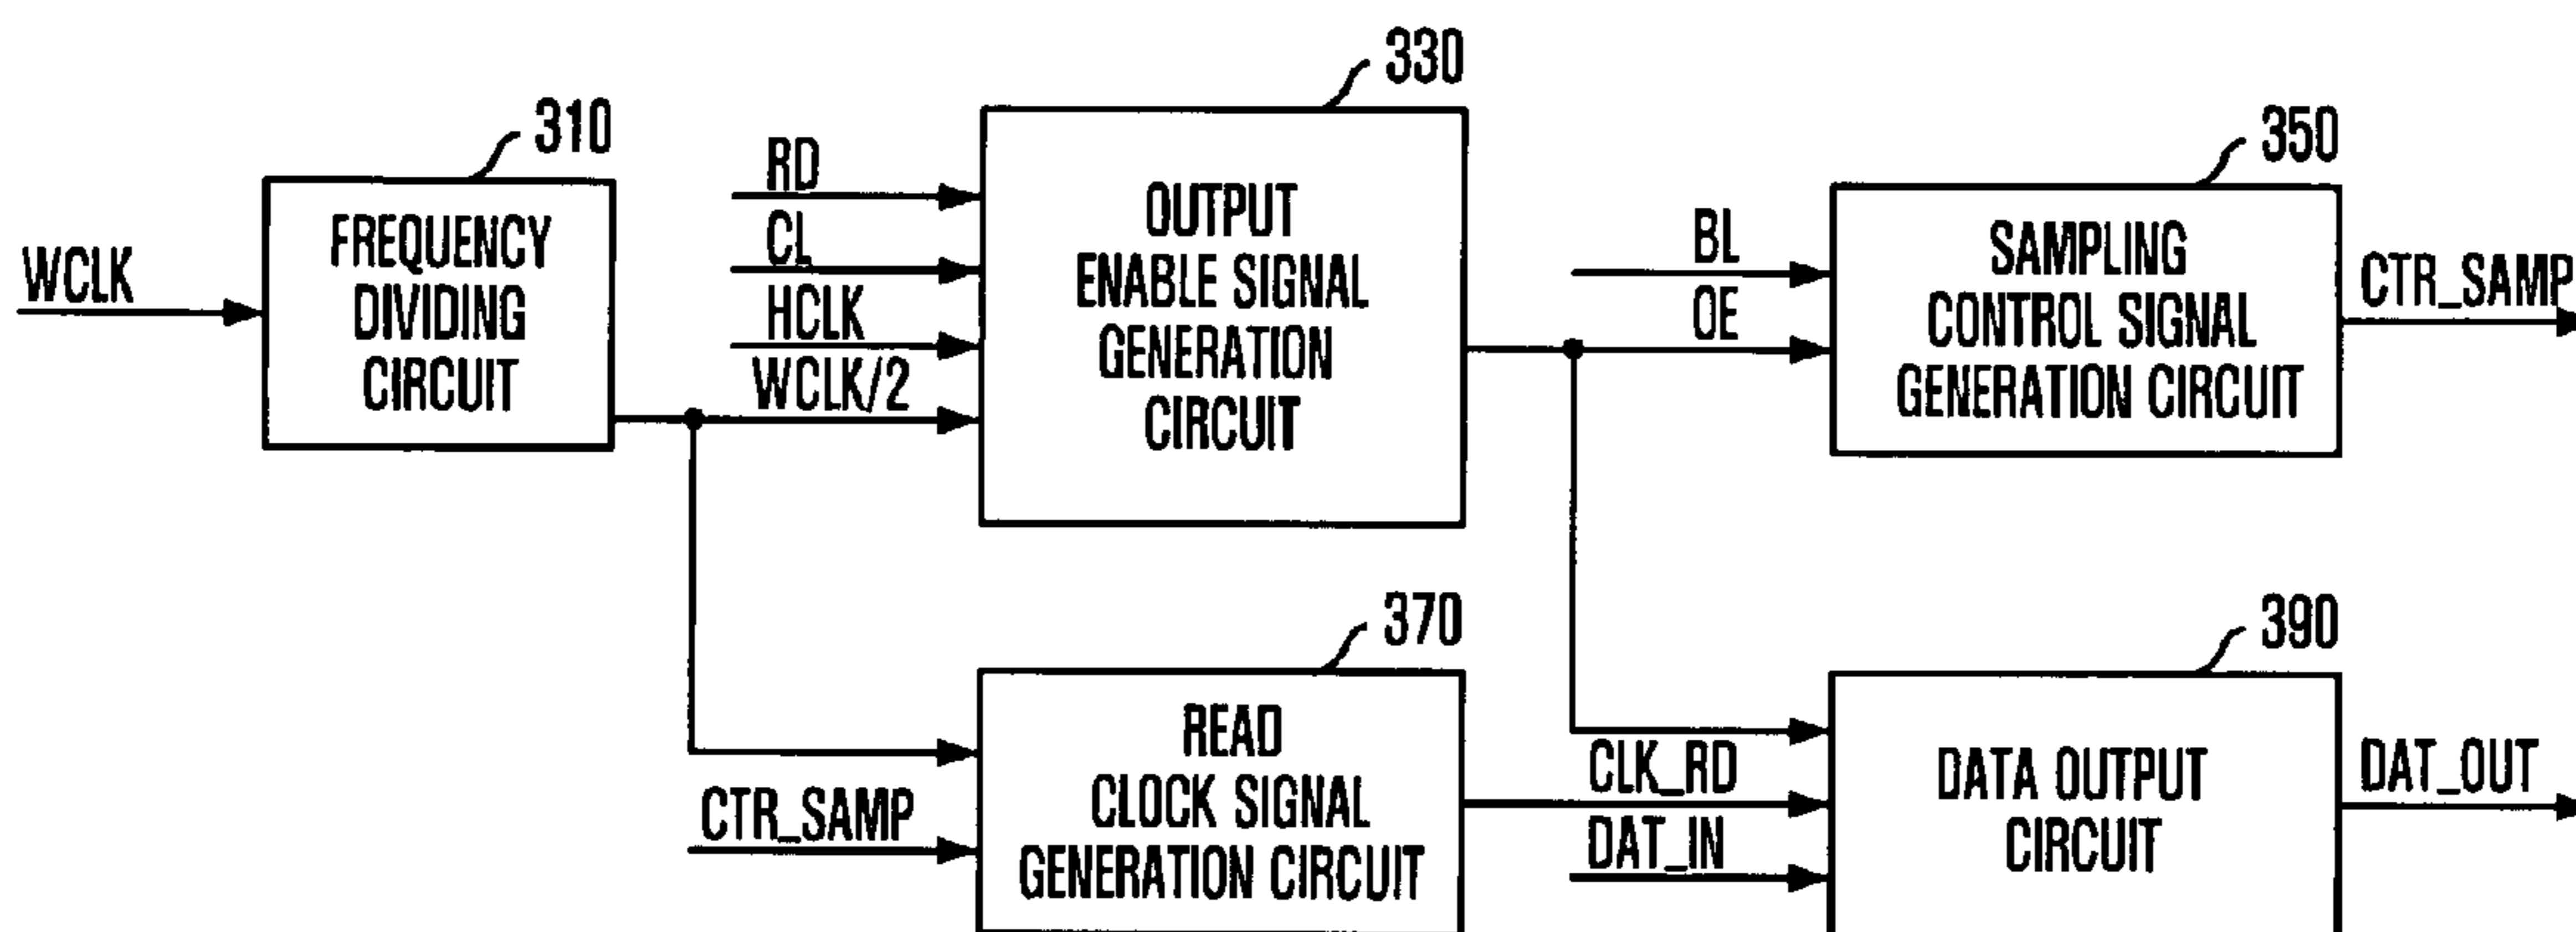 310
FREQUENCY
DIVIDING
CIRCUIT
WCLK
330
RD
CL
HCLK
WCLK/2
OUTPUT
ENABLE SIGNAL
GENERATION
CIRCUIT
350
BL
OE
SAMPLING
CONTROL SIGNAL
GENERATION CIRCUIT
CTR_SAMP
370
CTR_SAMP
READ
CLOCK SIGNAL
GENERATION CIRCUIT
390
CLK_RD
DAT_IN
DATA OUTPUT
CIRCUIT
DAT_OUT